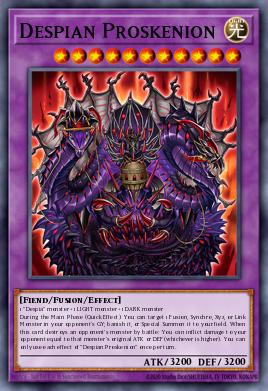 DESPIAN PROSKENION
LIGHT
光
[FIEND/FUSION/EFFECT]
1 "Despia" monster + 1 LIGHT monster + 1 DARK monster
During the Main Phase (Quick Effect): You can target 1 Fusion, Synchro, Xyz, or Link
Monster in your opponent's GY; banish it, or Special Summon it to your field. When
this card destroys an opponent's monster by battle: You can inflict damage to your
opponent equal to that monster's original ATK or DEF (whichever is higher). You can
only use each effect of "Despian Proskenion" once per turn.
ATK/3200 DEF/3200